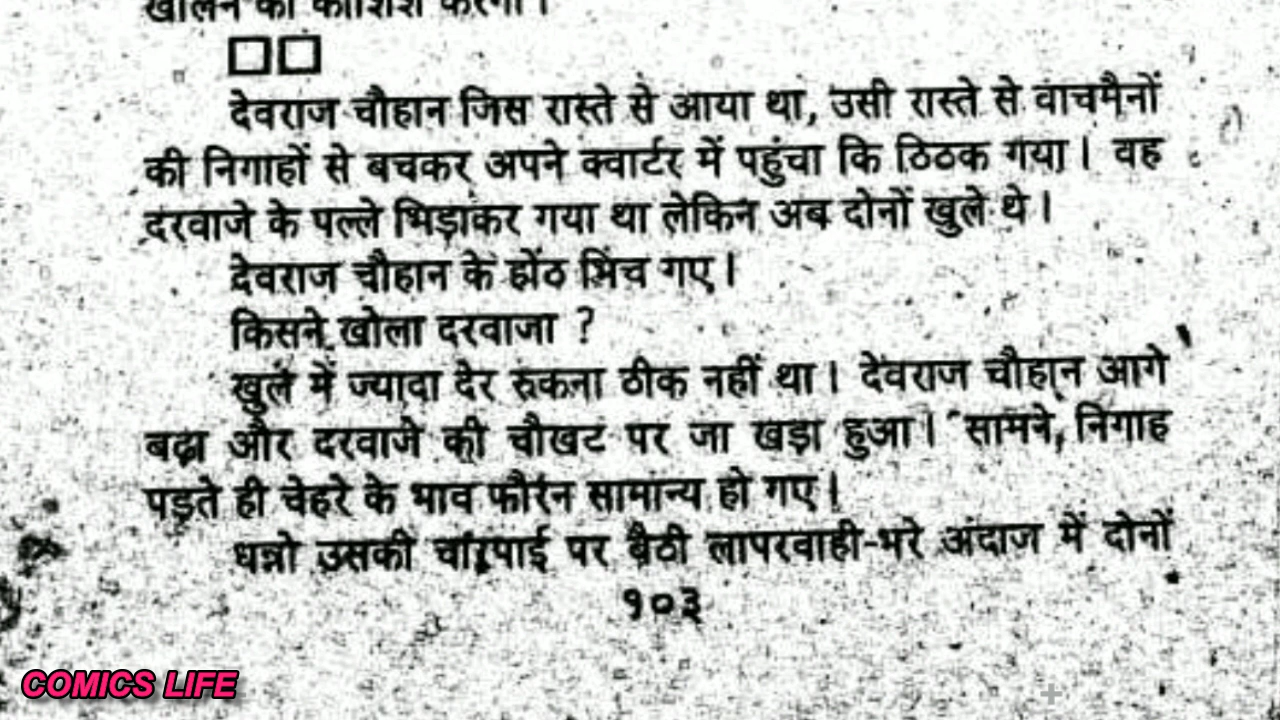 खोलने की कोशिश करेगा।
देवराज चौहान जिस रास्ते से आया था, उसी रास्ते से वाचमैनों
की निगाहों से बचकर अपने क्वार्टर में पहुंचा कि ठिठक गया। वह
दरवाजे के पल्ले भिड़ाकर गया था लेकिन अब दोनों खुले थे।
देवराज चौहान के होंठ भिंच गए।
किसने खोला दरवाजा ?
खुले में ज्यादा देर रुकना ठीक नहीं था। देवराज चौहान आगे
बढ़ा और दरवाजे की चौखट पर जा खड़ा हुआ। सामने, निगाह
पड़ते ही चेहरे के भाव फौरन सामान्य हो गए।
धन्नो उसकी चारपाई पर बैठी लापरवाही-भरे अंदाज में दोनों
१०३
COMICS LIFE